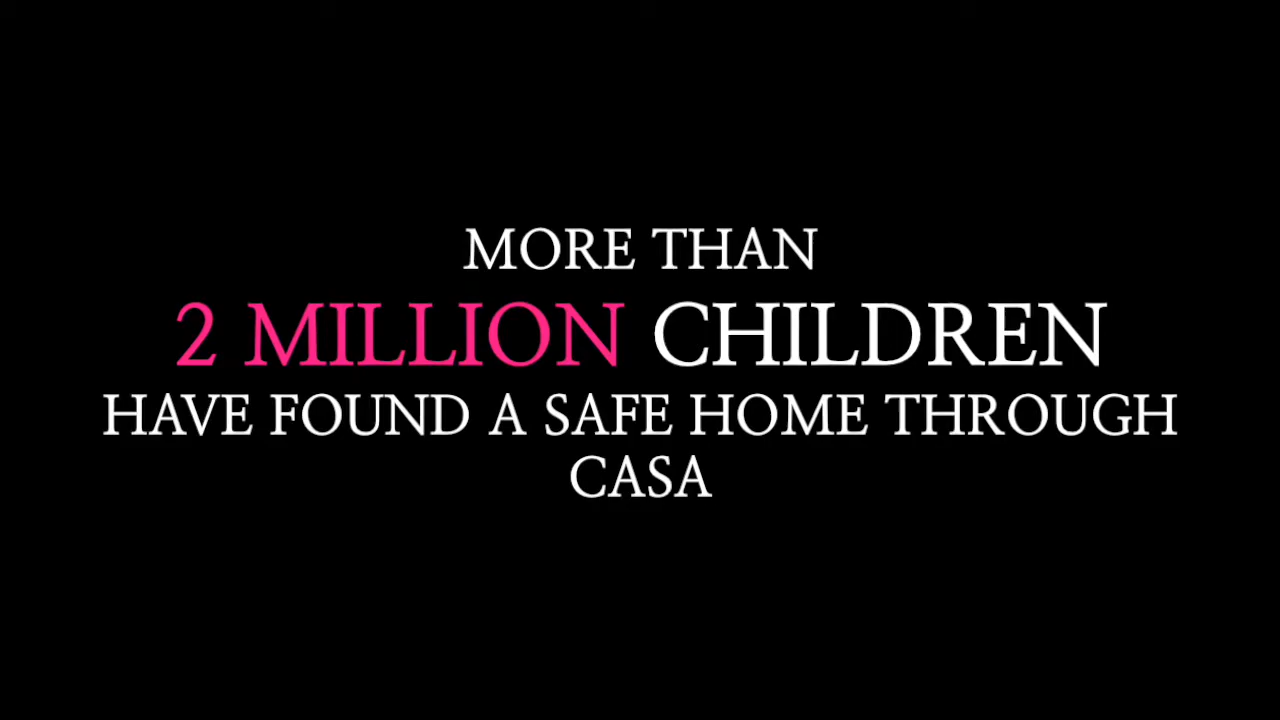 MORE THAN
2 MILLION CHILDREN
HAVE FOUND A SAFE HOME THROUGH
CASA